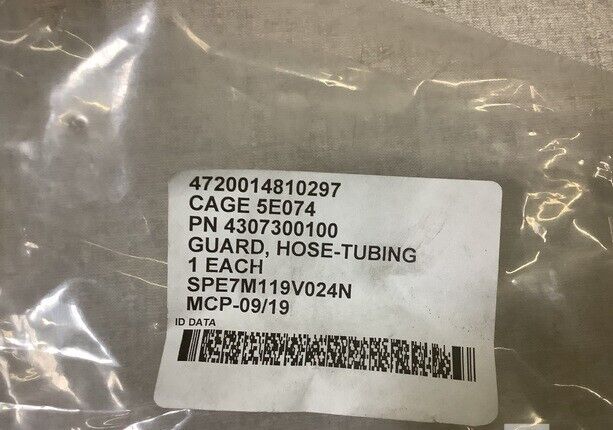 4720014810297
CAGE 5E074
PN 4307300100
GUARD, HOSE-TUBING
1 EACH
SPE7M119V024N
MCP-09/19
ID DATA